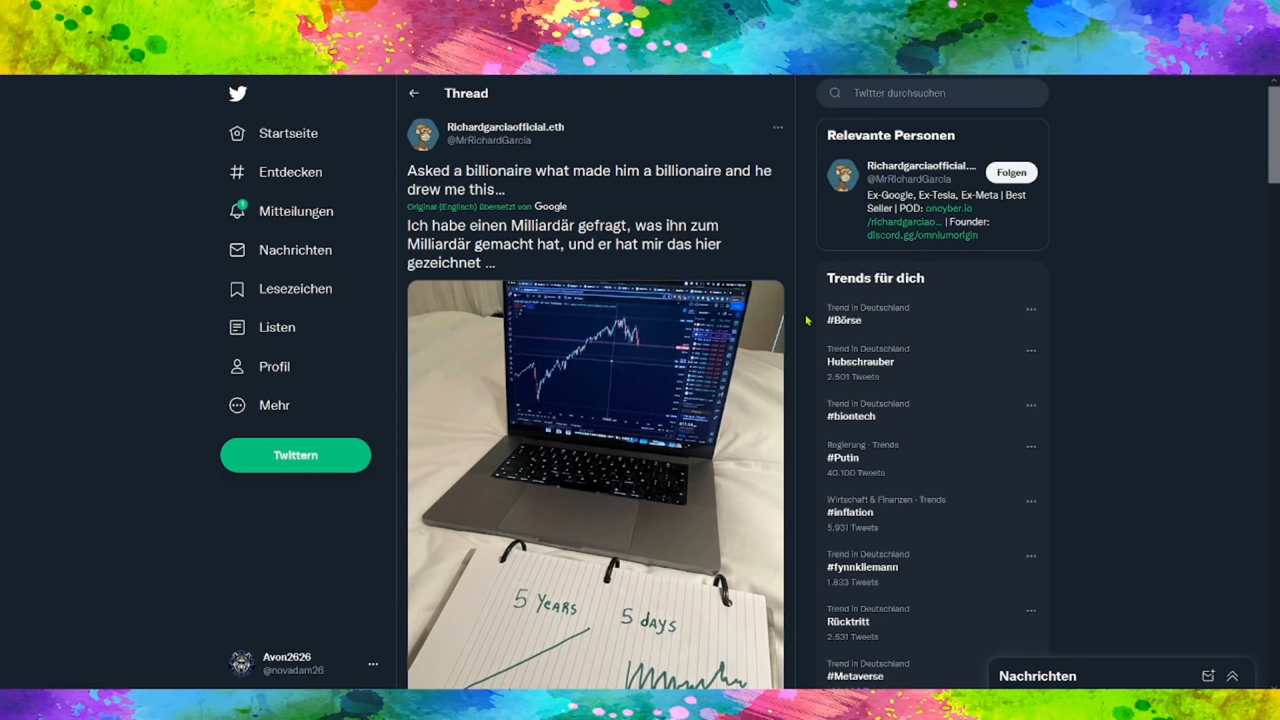 Startseite
Entdecken
1
Mitteilungen
Nachrichten
Lesezeichen
Listen
Profil
Mehr
Twittern
Avon2626
@novadam26
Thread
Richardgarciaofficial.eth
@MrRichardGarcia
Asked a billionaire what made him a billionaire and he
drew me this...
Original (Englisch) übersetzt von Google
Ich habe einen Milliardär gefragt, was ihn zum
Milliardär gemacht hat, und er hat mir das hier
gezeichnet ...
5 YEARS
5 days
Twitter durchsuchen
Relevante Personen
Richardgarciaofficial....
@MrRichardGarcia
Folgen
Ex-Google, Ex-Tesla, Ex-Meta | Best
Seller | POD: oncyber.io
/richardgarciao... | Founder:
discord.gg/omniumorigin
Trends für dich
Trend in Deutschland
#Börse
Trend in Deutschland
Hubschrauber
2.501 Tweets
Trend in Deutschland
#biontech
Regierung · Trends
#Putin
40.100 Tweets
Wirtschaft & Finanzen · Trends
#inflation
5.931 Tweets
Trend in Deutschland
#fynnkliemann
1.833 Tweets
Trend in Deutschland
Rücktritt
2.531 Tweets
Trend in Deutschland
#Metaverse
Nachrichten